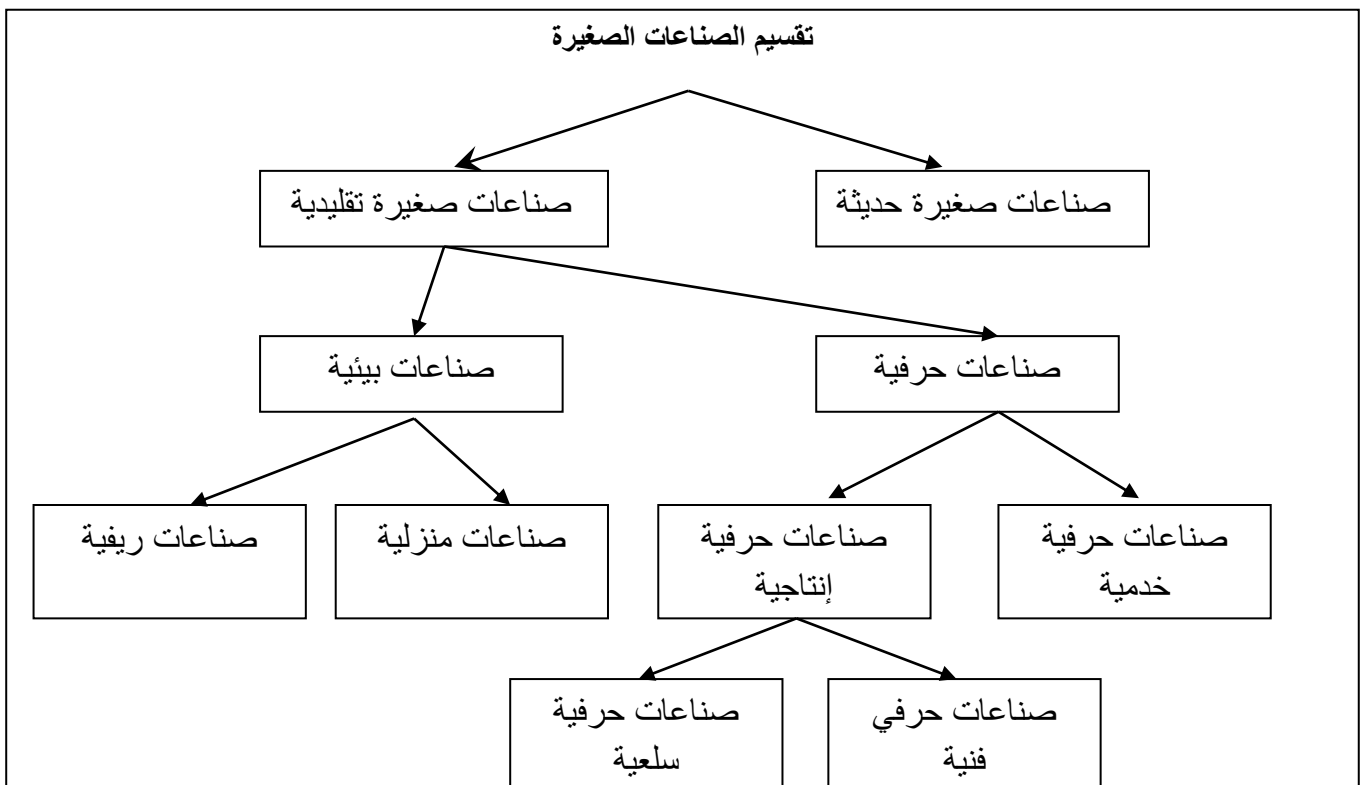 تقسيم الصناعات الصغيرة
صناعات صغيرة حديثة
صناعات صغيرة تقليدية
صناعات حرفية
صناعات بيئية
صناعات حرفية
خدمية
صناعات حرفية
إنتاجية
صناعات منزلية
صناعات ريفية
صناعات حرفي
فنية
صناعات حرفية
سلعية